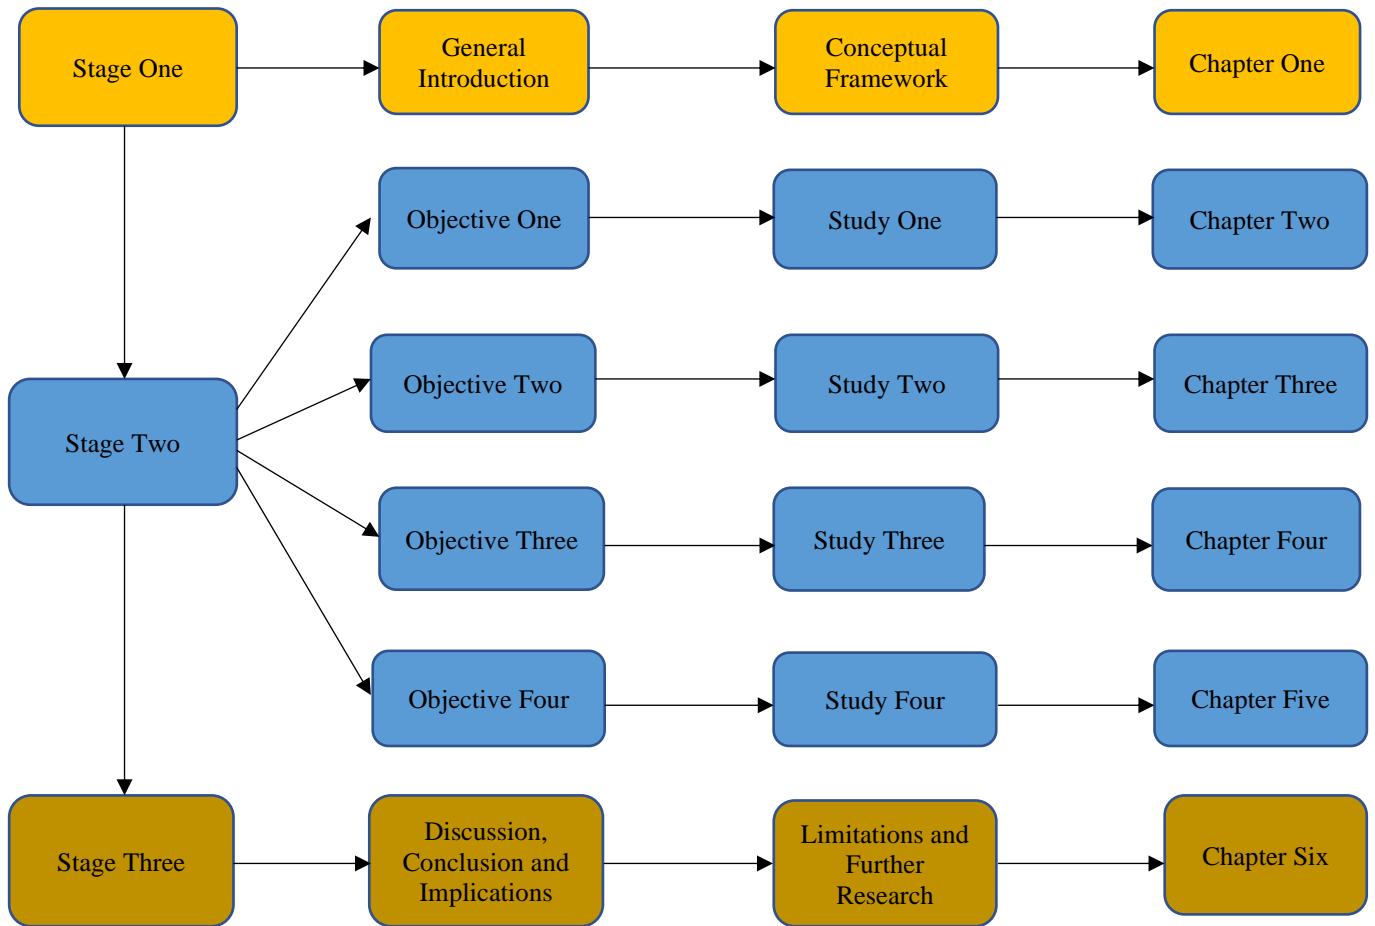 Stage One
General
Introduction
Conceptual
Framework
Chapter One
Objective One
Study One
Chapter Two
Stage Two
Objective Two
Study Two
Chapter Three
Objective Three
Study Three
Chapter Four
Objective Four
Study Four
Chapter Five
Stage Three
Discussion,
Conclusion and
Implications
Limitations and
Further
Research
Chapter Six